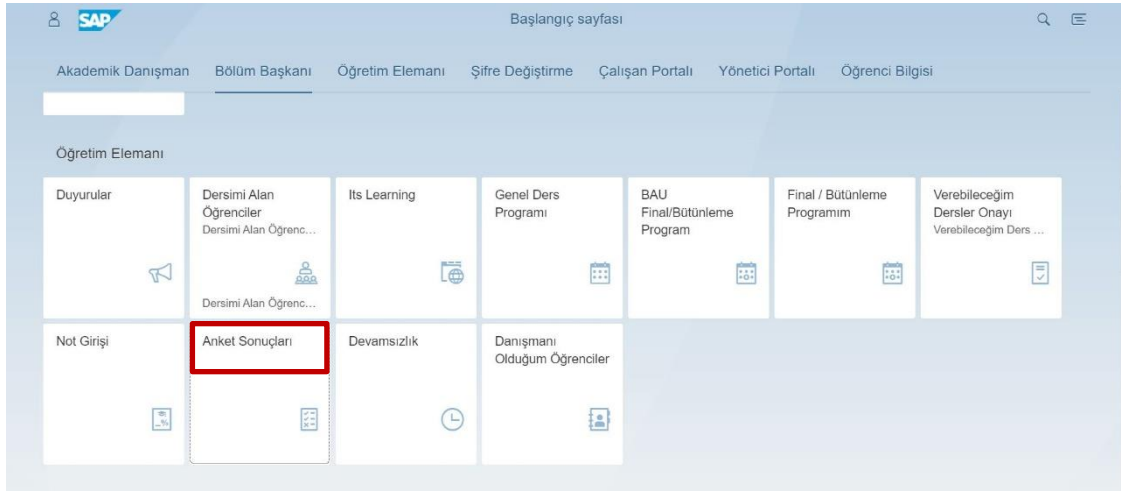 SAP
Başlangıç sayfası
Akademik Danışman
Bölüm Başkanı
Öğretim Elemanı
Şifre Değiştirme
Çalışan Portalı
Yönetici Portalı
Öğrenci Bilgisi
Öğretim Elemanı
Duyurular
Dersimi Alan
Öğrenciler
Dersimi Alan Öğrenc...
Dersimi Alan Öğrenc...
Its Learning
Genel Ders
Programı
BAU
Final/Bütünleme
Program
Final / Bütünleme
Programım
Verebileceğim
Dersler Onayı
Verebileceğim Ders ...
Not Girişi
Anket Sonuçları
Devamsızlık
Danışmanı
Olduğum Öğrenciler